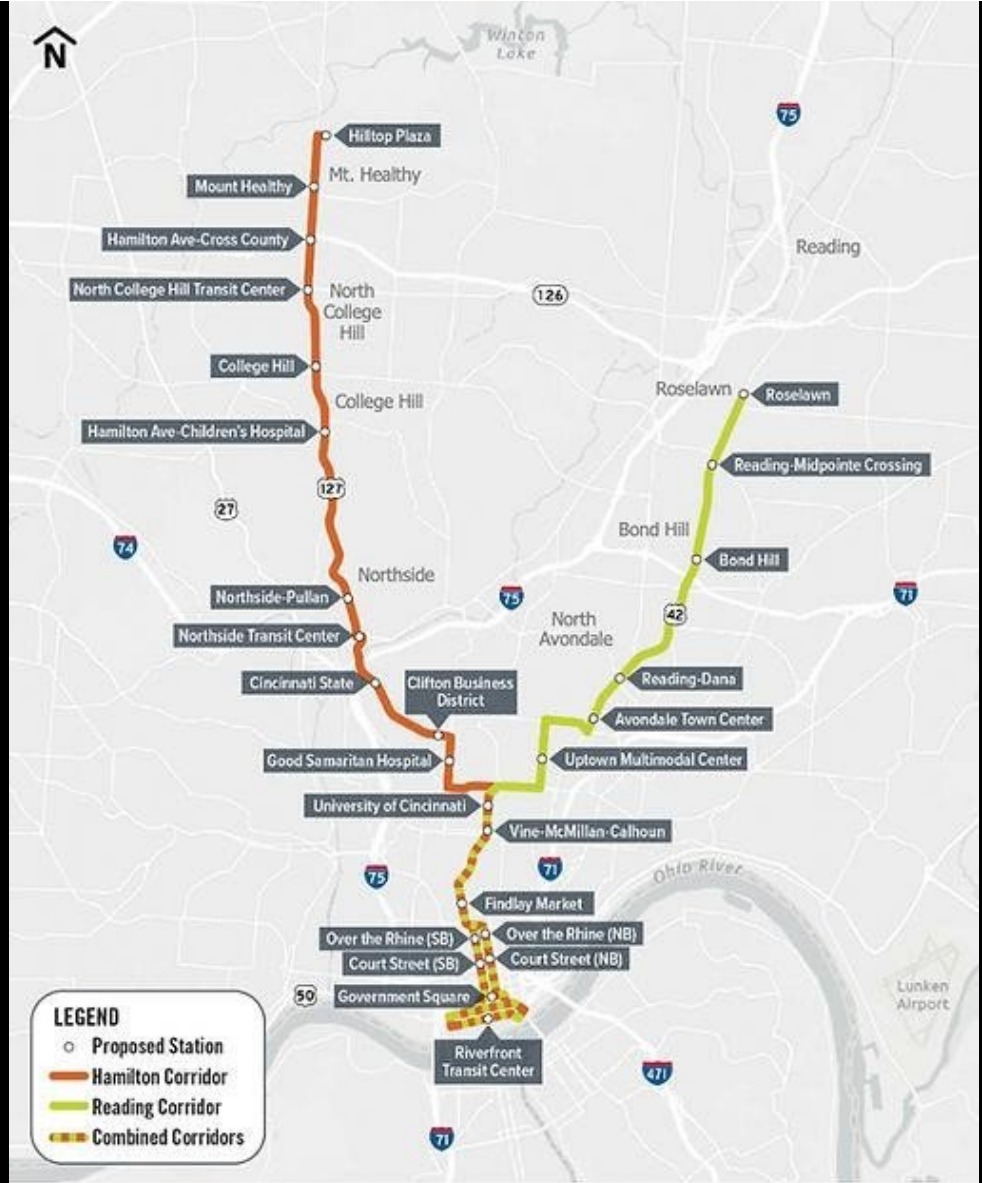 N
Winton
Lake
75
Hilltop Plaza
Mt. Healthy
Mount Healthy
Hamilton Ave-Cross County
Reading
North College Hill Transit Center
North
College
Hill
126
College Hill
College Hill
Roselawn
Roselawn
Hamilton Ave-Children's Hospital
Reading-Midpointe Crossing
127
27
74
Bond Hill
Bond Hill
Northside
75
71
Northside-Pullan
North
Avondale
42
Northside Transit Center
Cincinnati State
Clifton Business
District
Reading-Dana
Avondale Town Center
Good Samaritan Hospital
Uptown Multimodal Center
University of Cincinnati
Vine-McMillan-Calhoun
75
71
Ohio River
Findlay Market
Over the Rhine (SB)
Over the Rhine (NB)
Court Street (SB)
Court Street (NB)
50
Government Square
Lunken
Airport
Riverfront
Transit Center
471
71
LEGEND
Proposed Station
Hamilton Corridor
Reading Corridor
Combined Corridors